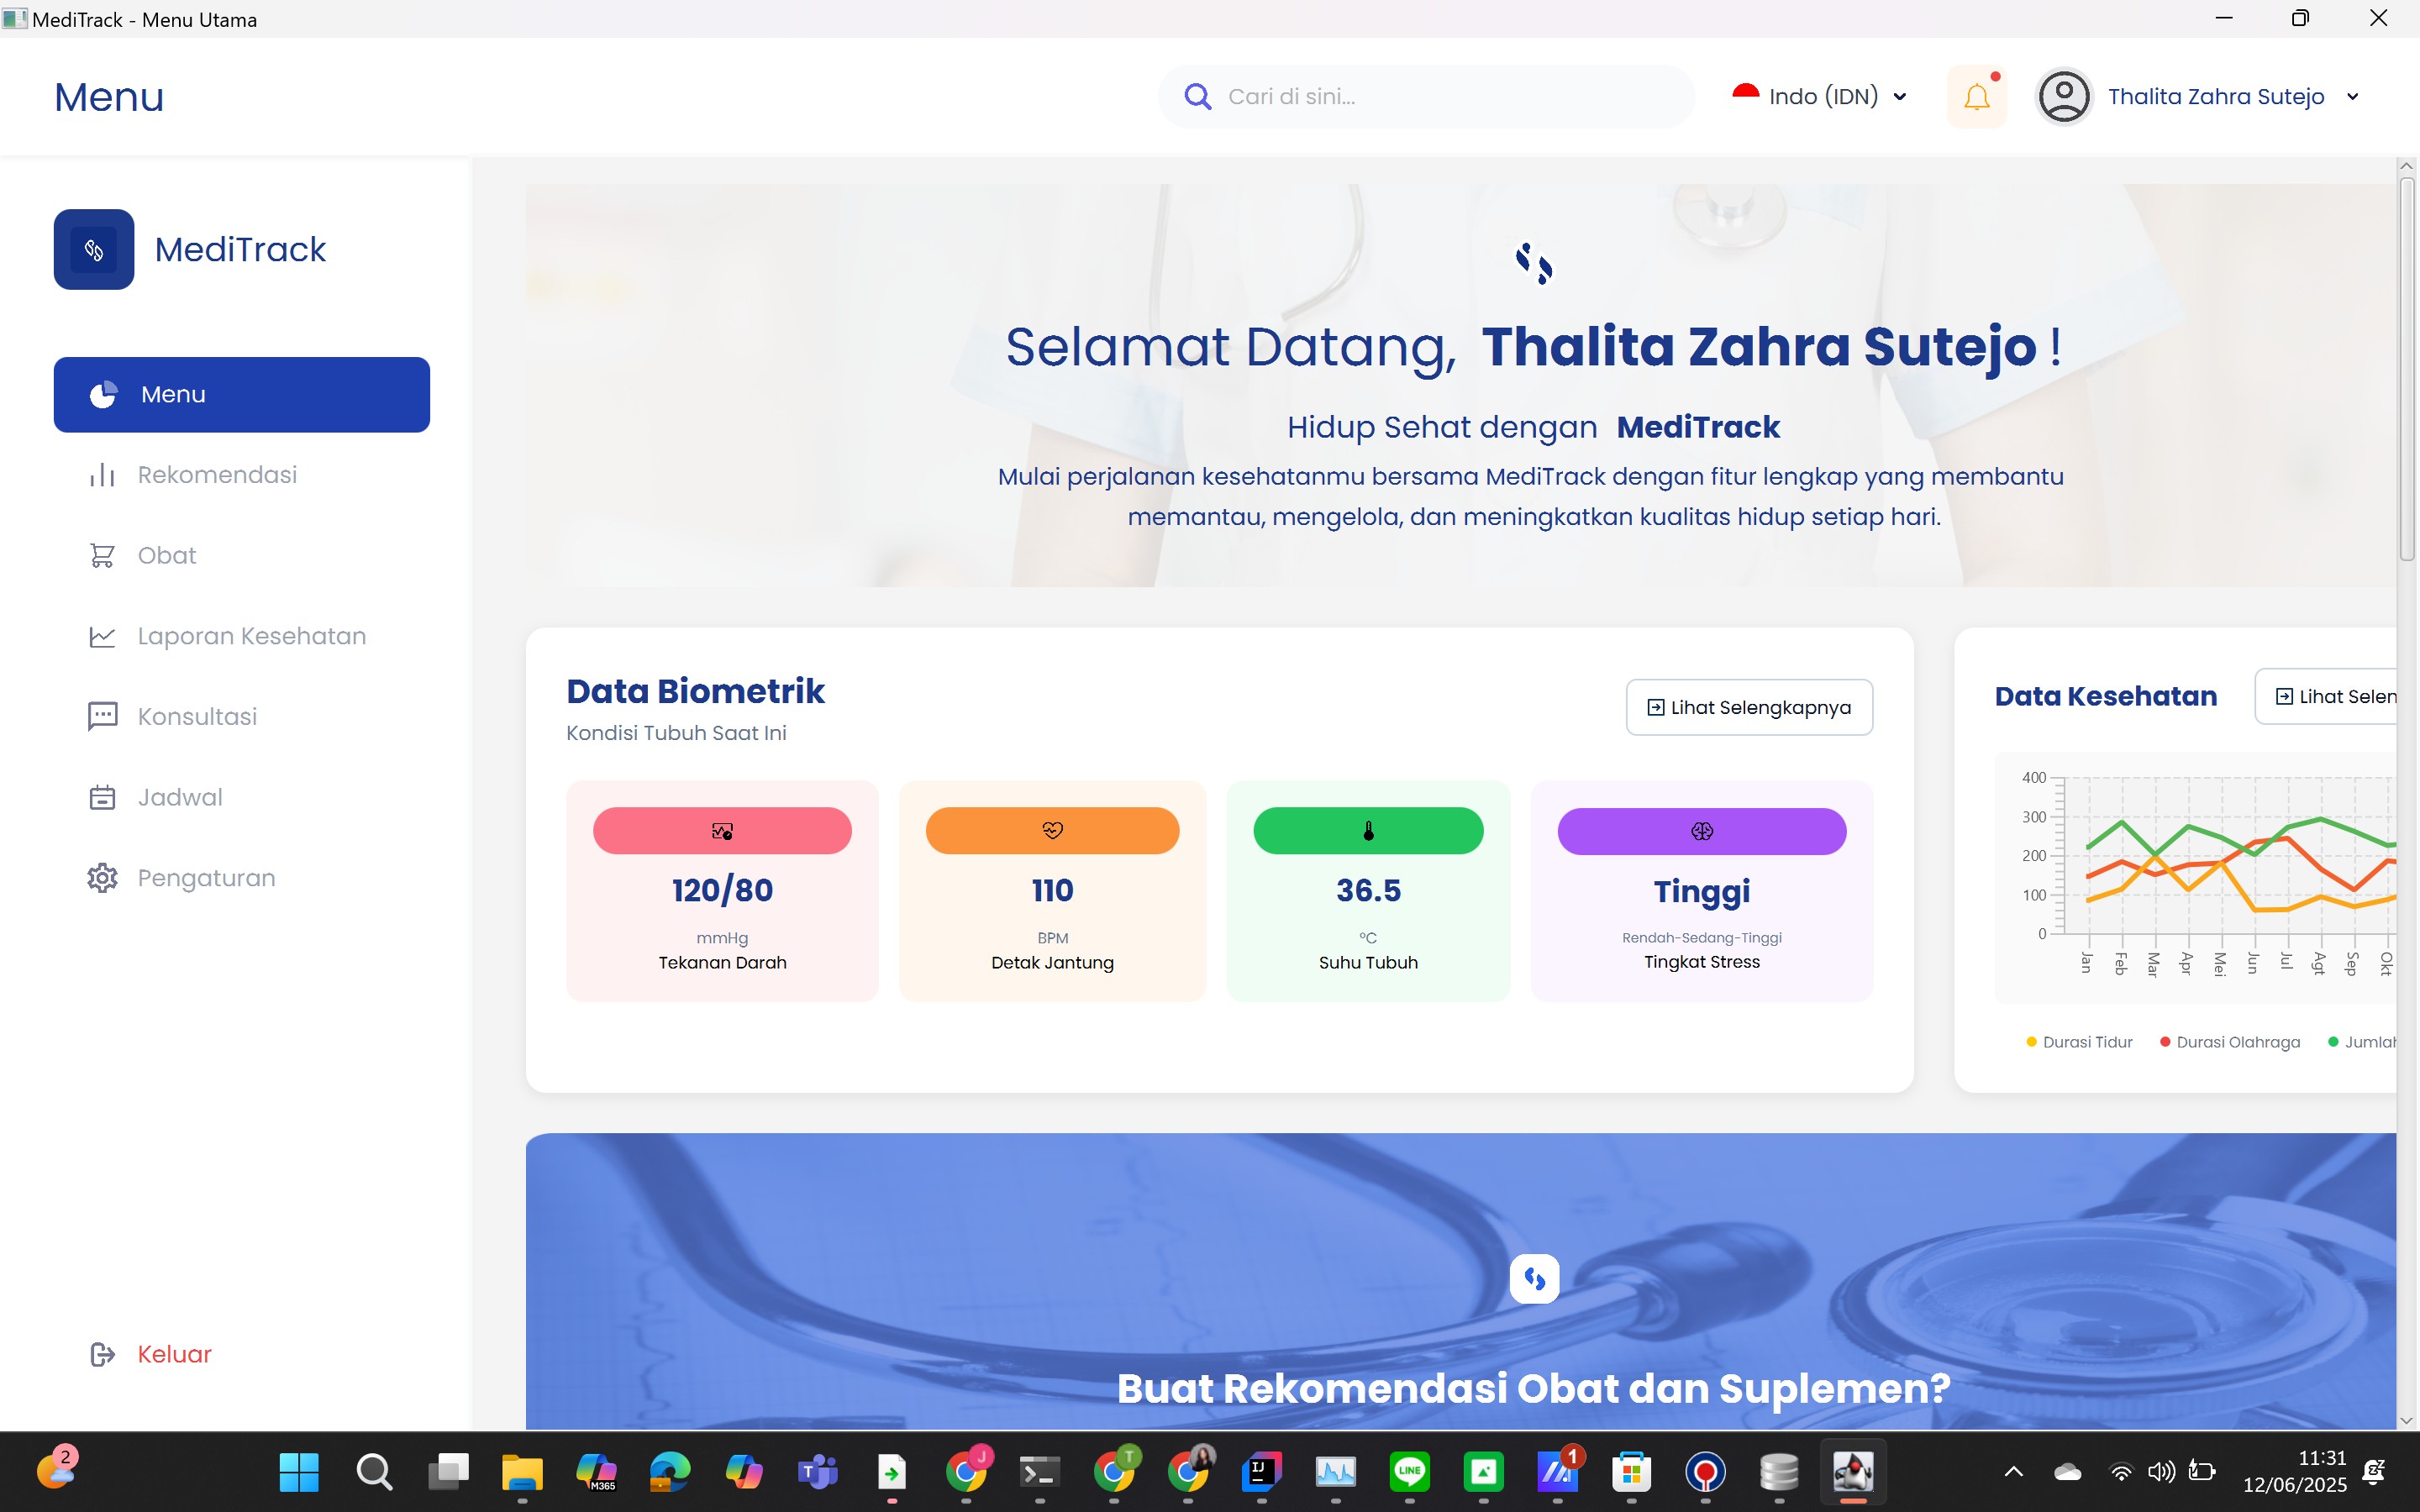 MediTrack - Menu Utama
Menu
Cari di sini...
Indo (IDN)
Thalita Zahra Sutejo
MediTrack
Menu
Rekomendasi
Obat
Laporan Kesehatan
Konsultasi
Jadwal
Pengaturan
Keluar
Selamat Datang, Thalita Zahra Sutejo !
Hidup Sehat dengan MediTrack
Mulai perjalanan kesehatanmu bersama MediTrack dengan fitur lengkap yang membantu
memantau, mengelola, dan meningkatkan kualitas hidup setiap hari.
Data Biometrik
Kondisi Tubuh Saat Ini
Lihat Selengkapnya
120/80
mmHg
Tekanan Darah
110
BPM
Detak Jantung
36.5
°C
Suhu Tubuh
Tinggi
Rendah-Sedang-Tinggi
Tingkat Stress
Data Kesehatan
Lihat Selen
400
300
200
100
0
Jan
Feb
Mar
Apr
Mei
Jun
Jul
Agt
Sep
Okt
Durasi Tidur
Durasi Olahraga
Jumlah
Buat Rekomendasi Obat dan Suplemen?
2
M365
T
J
T
IJ
LINE
1
11:31
12/06/2025